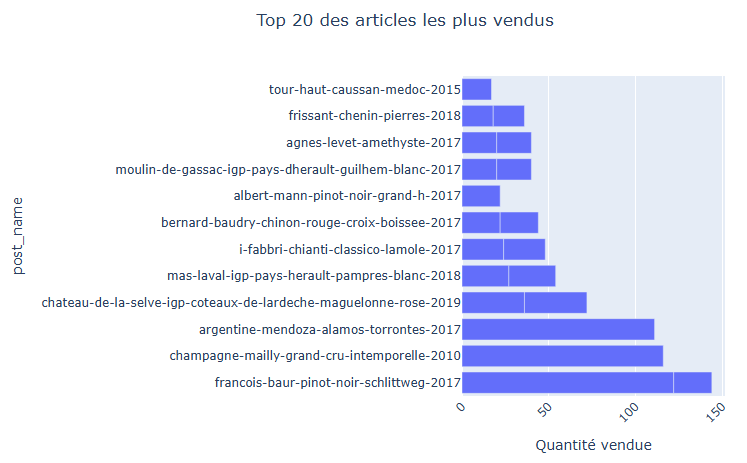 Top 20 des articles les plus vendus
post_name
tour-haut-caussan-medoc-2015
frissant-chenin-pierres-2018
agnes-levet-amethyste-2017
moulin-de-gassac-igp-pays-dherault-guilhem-blanc-2017
albert-mann-pinot-noir-grand-h-2017
bernard-baudry-chinon-rouge-croix-boissee-2017
i-fabbri-chianti-classico-lamole-2017
mas-laval-igp-pays-herault-pampres-blanc-2018
chateau-de-la-selve-igp-coteaux-de-lardeche-maguelonne-rose-2019
argentine-mendoza-alamos-torrontes-2017
champagne-mailly-grand-cru-intemporelle-2010
francois-baur-pinot-noir-schlittweg-2017
0 50 100 150
Quantité vendue